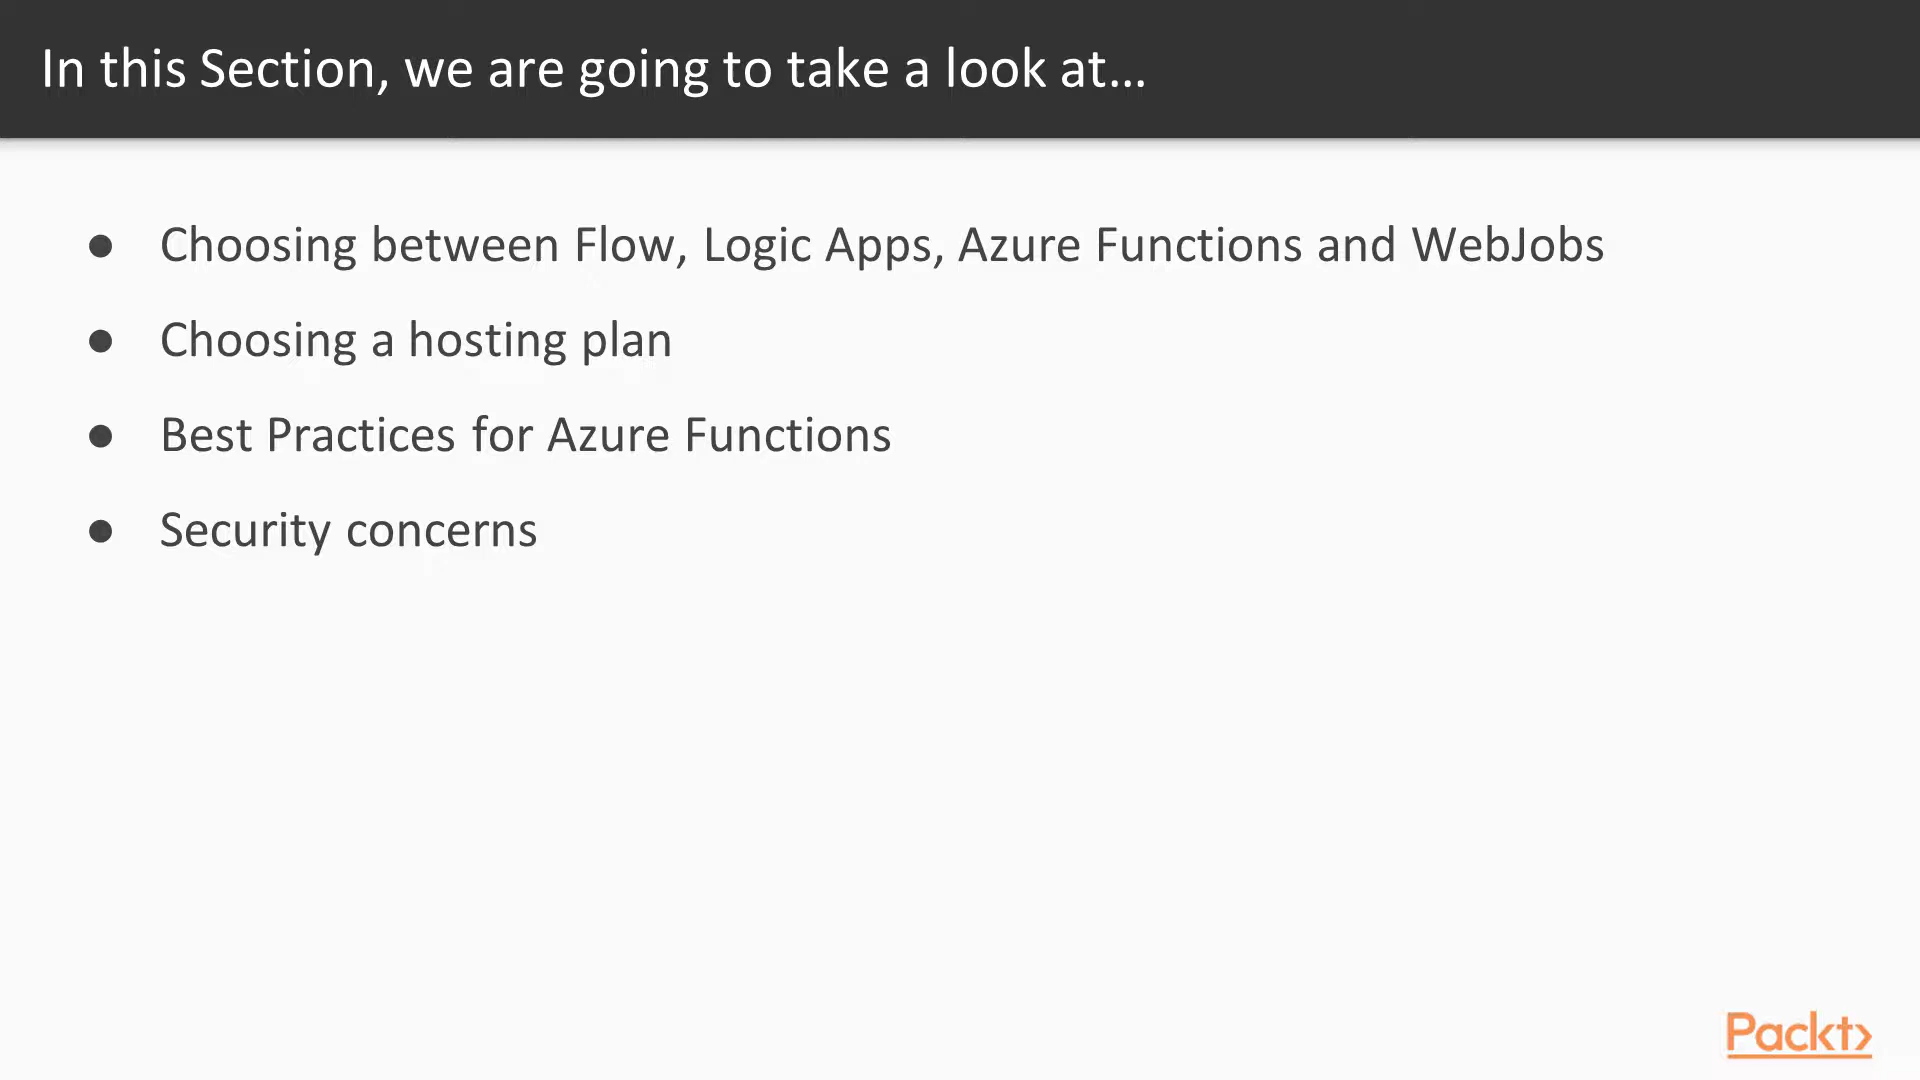 In this Section, we are going to take a look at…
● Choosing between Flow, Logic Apps, Azure Functions and WebJobs
● Choosing a hosting plan
● Best Practices for Azure Functions
● Security concerns
Packt>